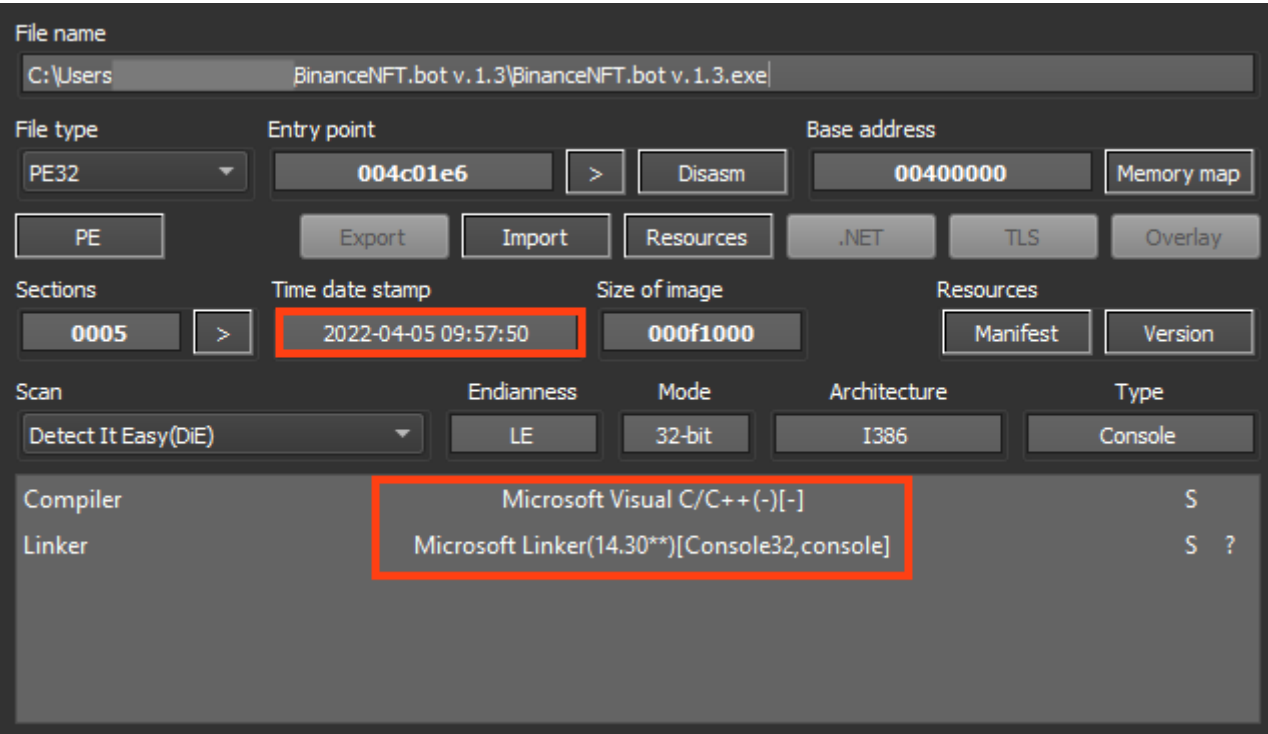 File name
C:\Users BinanceNFT.bot v.1.3\BinanceNFT.bot v.1.3.exe
File type Entry point Base address
PE32 004c01e6 > Disasm 00400000 Memory map
PE Export Import Resources .NET TLS Overlay
Sections Time date stamp Size of image Resources
0005 > 2022-04-05 09:57:50 000f1000 Manifest Version
Scan Endianness Mode Architecture Type
Detect It Easy(DiE) LE 32-bit I386 Console
Compiler Microsoft Visual C/C++(-)[-] S
Linker Microsoft Linker(14.30**)[Console32,console] S ?